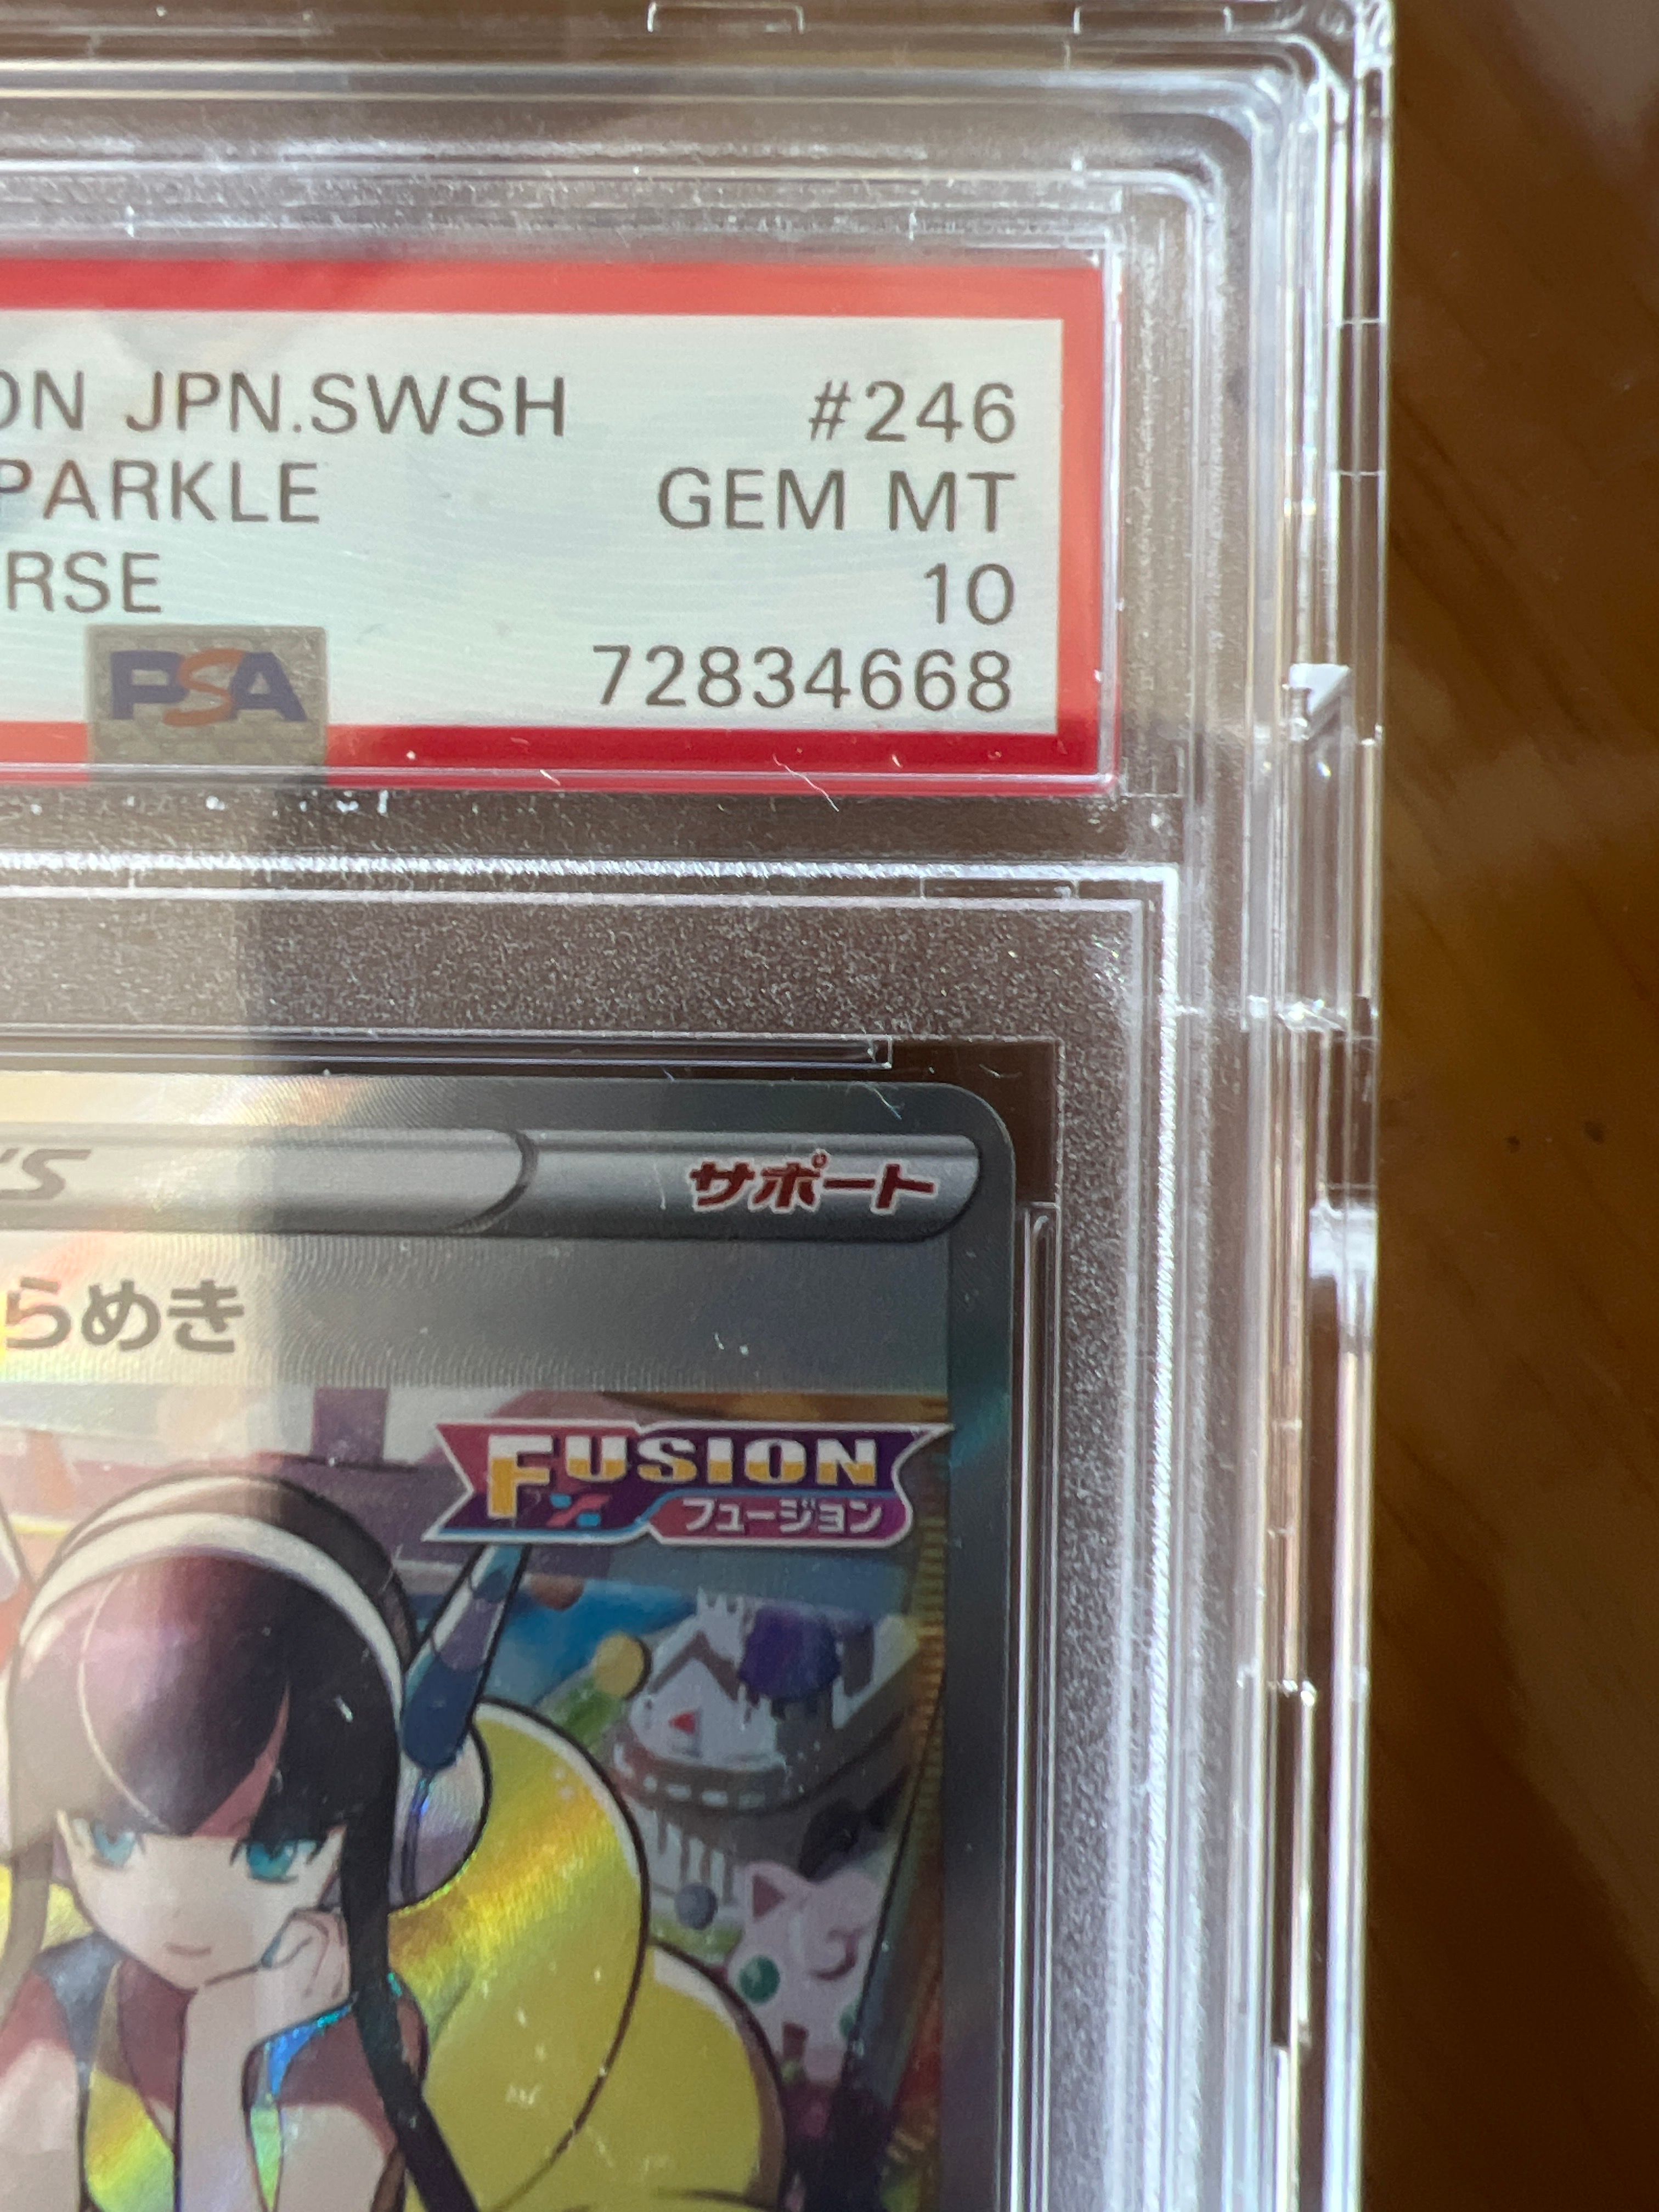 ON JPN.SWSH #246
PARKLE GEM MT
RSE 10
PSA 72834668
'S サポート
らめき
FUSION
フュージョン